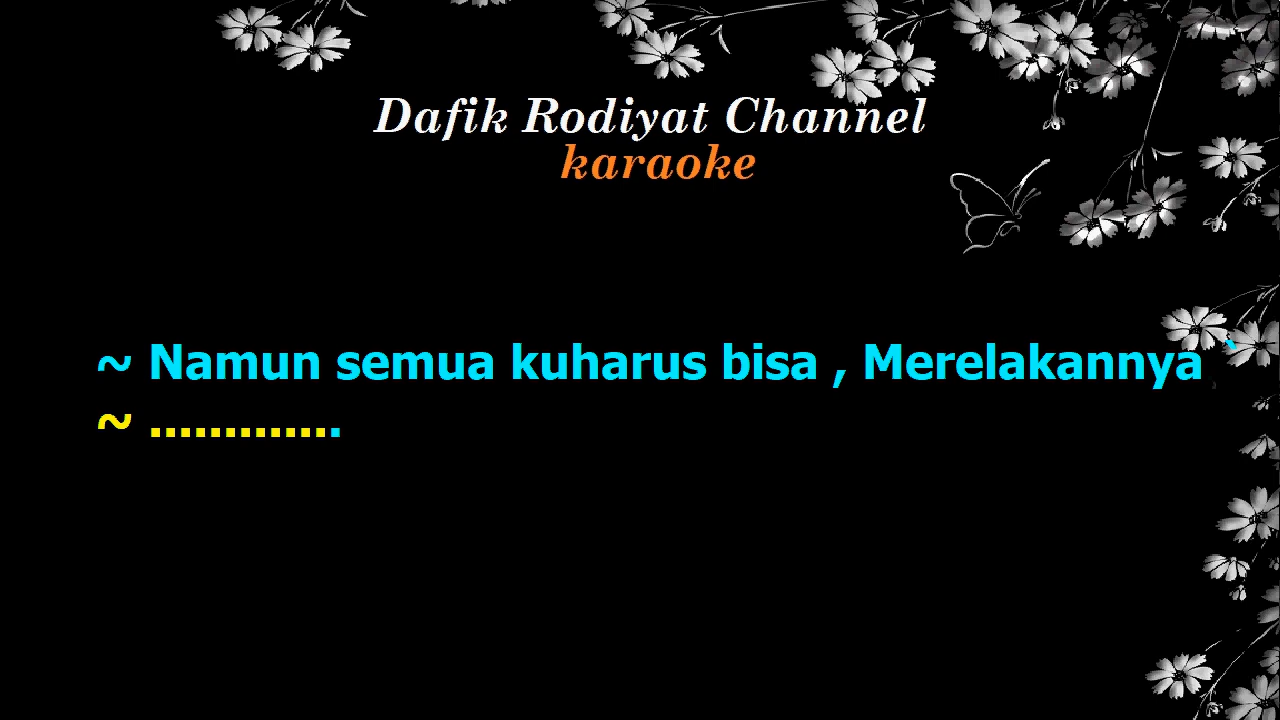 Dafik Rodiyat Channel
karaoke
~ Namun semua kuharus bisa , Merelakannya `
~ .............